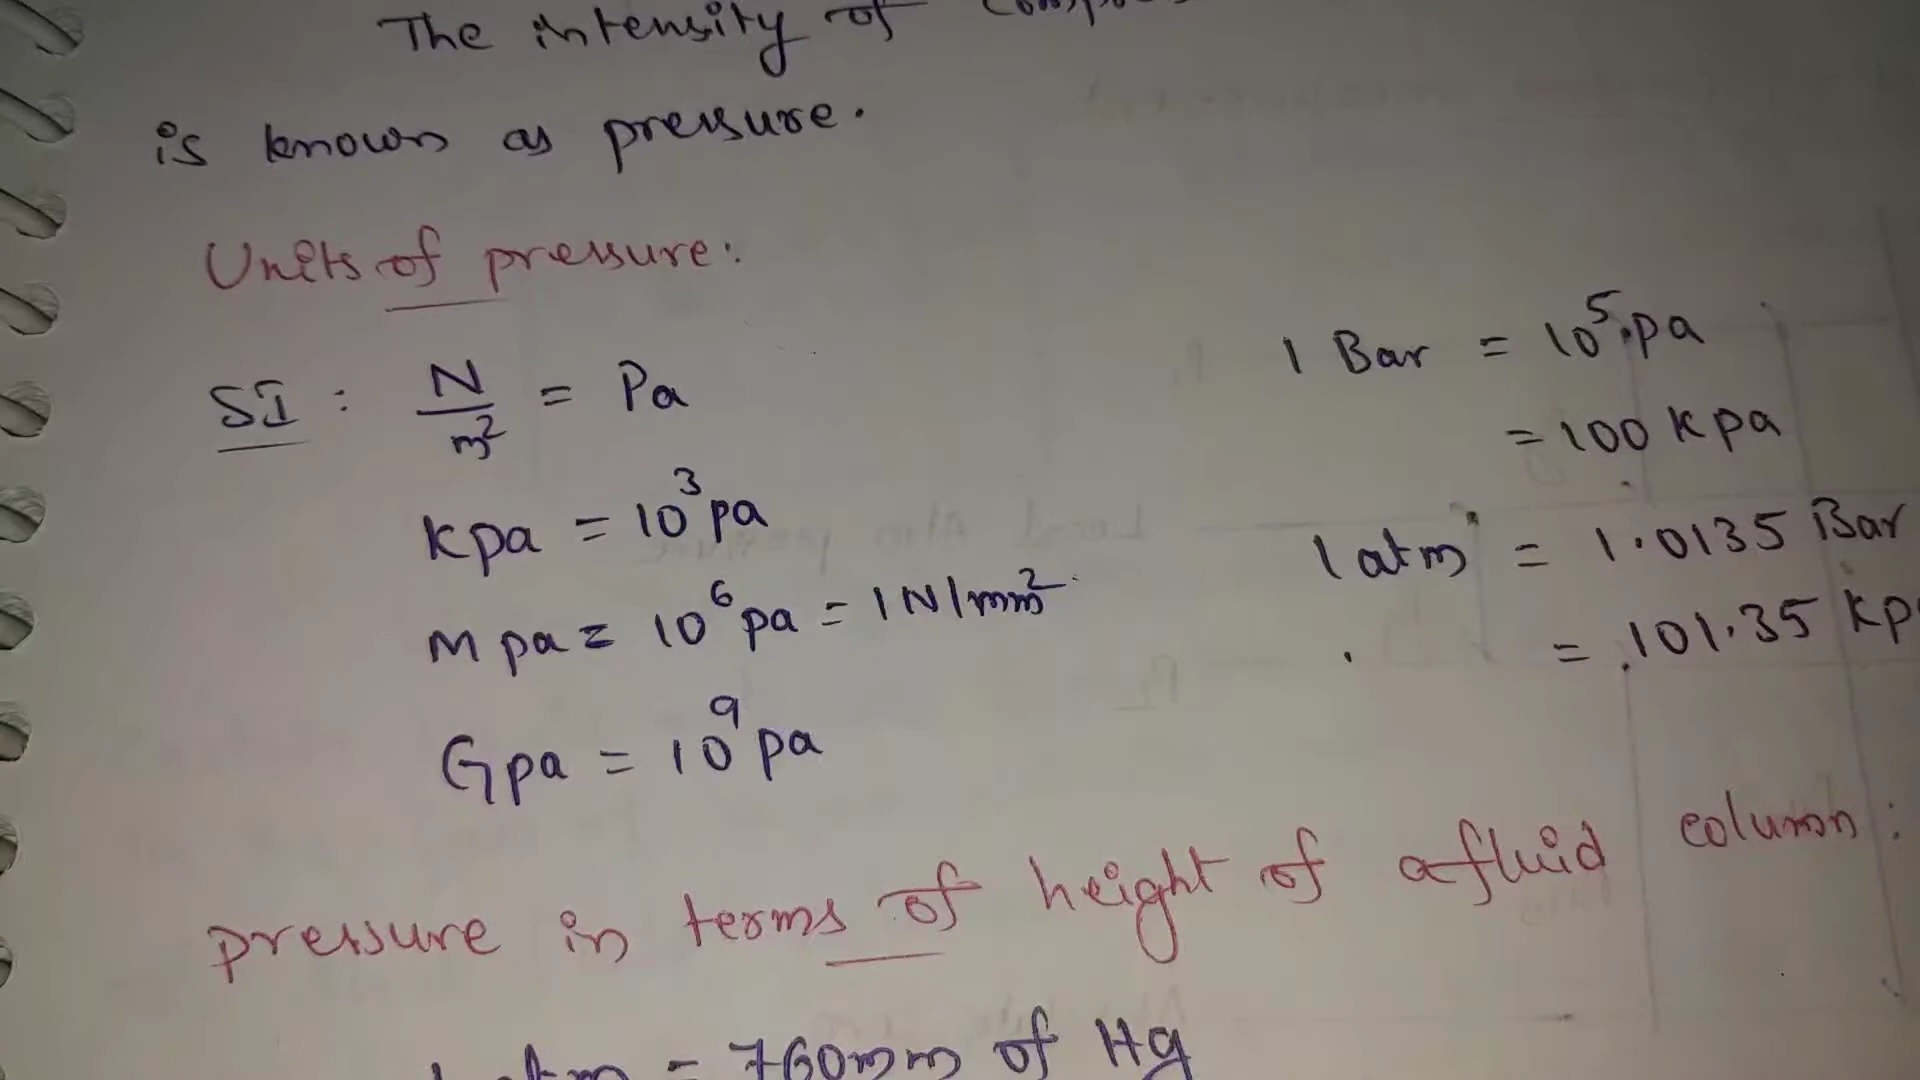 The intensity of
is known as pressure.
Units of pressure:
SI : N/m² = Pa
Kpa = 10³ pa
Mpa = 10⁶ pa = 1N/mm²
Gpa = 10⁹ pa
1 Bar = 10⁵ pa
= 100 Kpa
1 atm = 1.0135 Bar
= 101.35 Kp
pressure in terms of height of a fluid column:
1 atm = 760mm of Hg